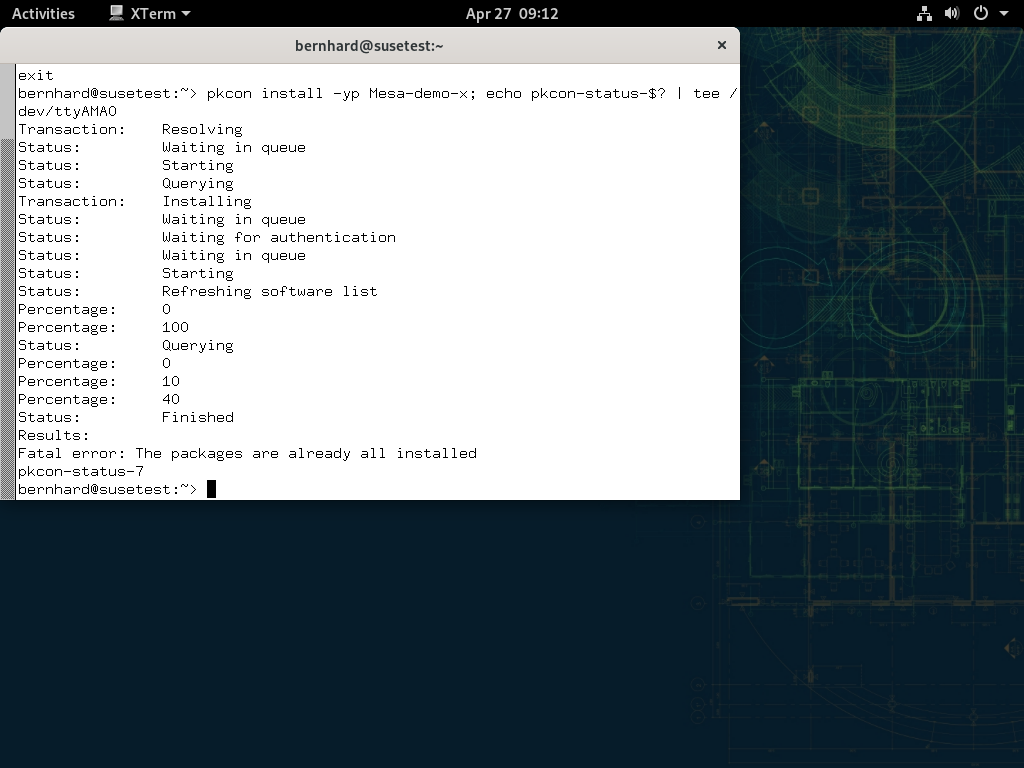 Activities XTerm Apr 27 09:12
bernhard@susetest:~
exit
bernhard@susetest:~> pkcon install -yp Mesa-demo-x; echo pkcon-status-$? | tee /
dev/ttyAMA0
Transaction: Resolving
Status: Waiting in queue
Status: Starting
Status: Querying
Transaction: Installing
Status: Waiting in queue
Status: Waiting for authentication
Status: Waiting in queue
Status: Starting
Status: Refreshing software list
Percentage: 0
Percentage: 100
Status: Querying
Percentage: 0
Percentage: 10
Percentage: 40
Status: Finished
Results:
Fatal error: The packages are already all installed
pkcon-status-7
bernhard@susetest:~>